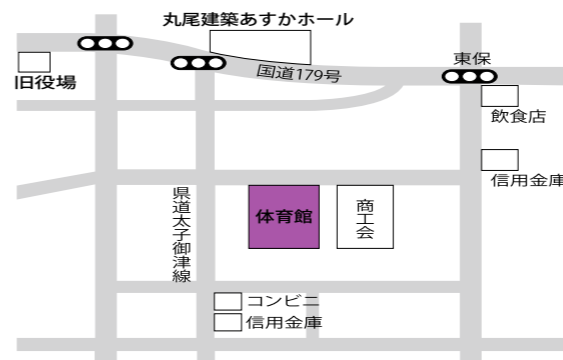 丸尾建築あすかホール
東保
国道179号
旧役場
飲食店
信用金庫
県道太子御津線
体育館
商工会
コンビニ
信用金庫